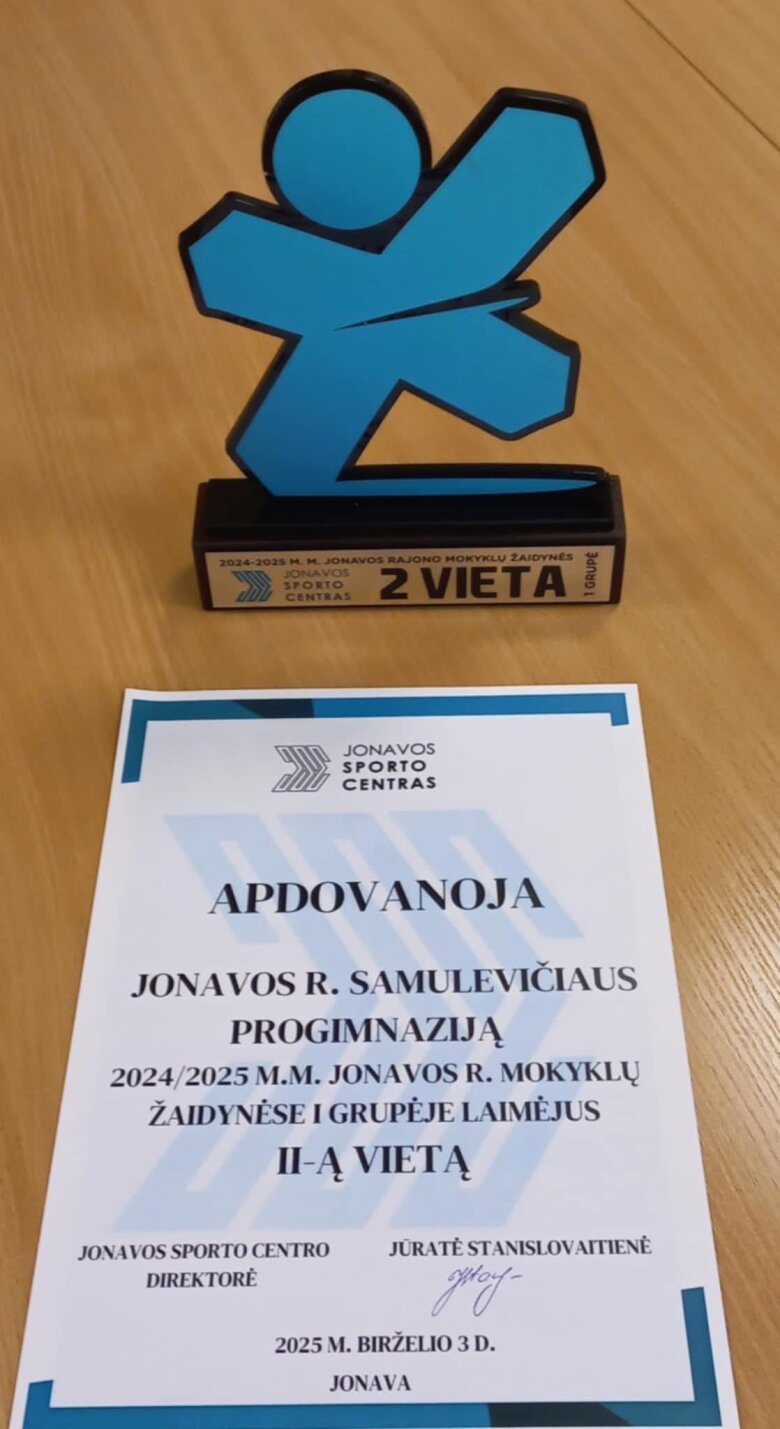 2024-2025 M. M. JONAVOS RAJONO MOKYKLŲ ŽAIDYNĖS
JONAVOS
SPORTO
CENTRAS
2 VIETA
1 GRUPĖ
JONAVOS
SPORTO
CENTRAS
APDOVANOJA
JONAVOS R. SAMULEVIČIAUS
PROGIMNAZIJĄ
2024/2025 M.M. JONAVOS R. MOKYKLŲ
ŽAIDYNĖSE I GRUPĖJE LAIMĖJUS
II-Ą VIETĄ
JONAVOS SPORTO CENTRO
DIREKTORĖ
JŪRATĖ STANISLOVAITIENĖ
2025 M. BIRŽELIO 3 D.
JONAVA